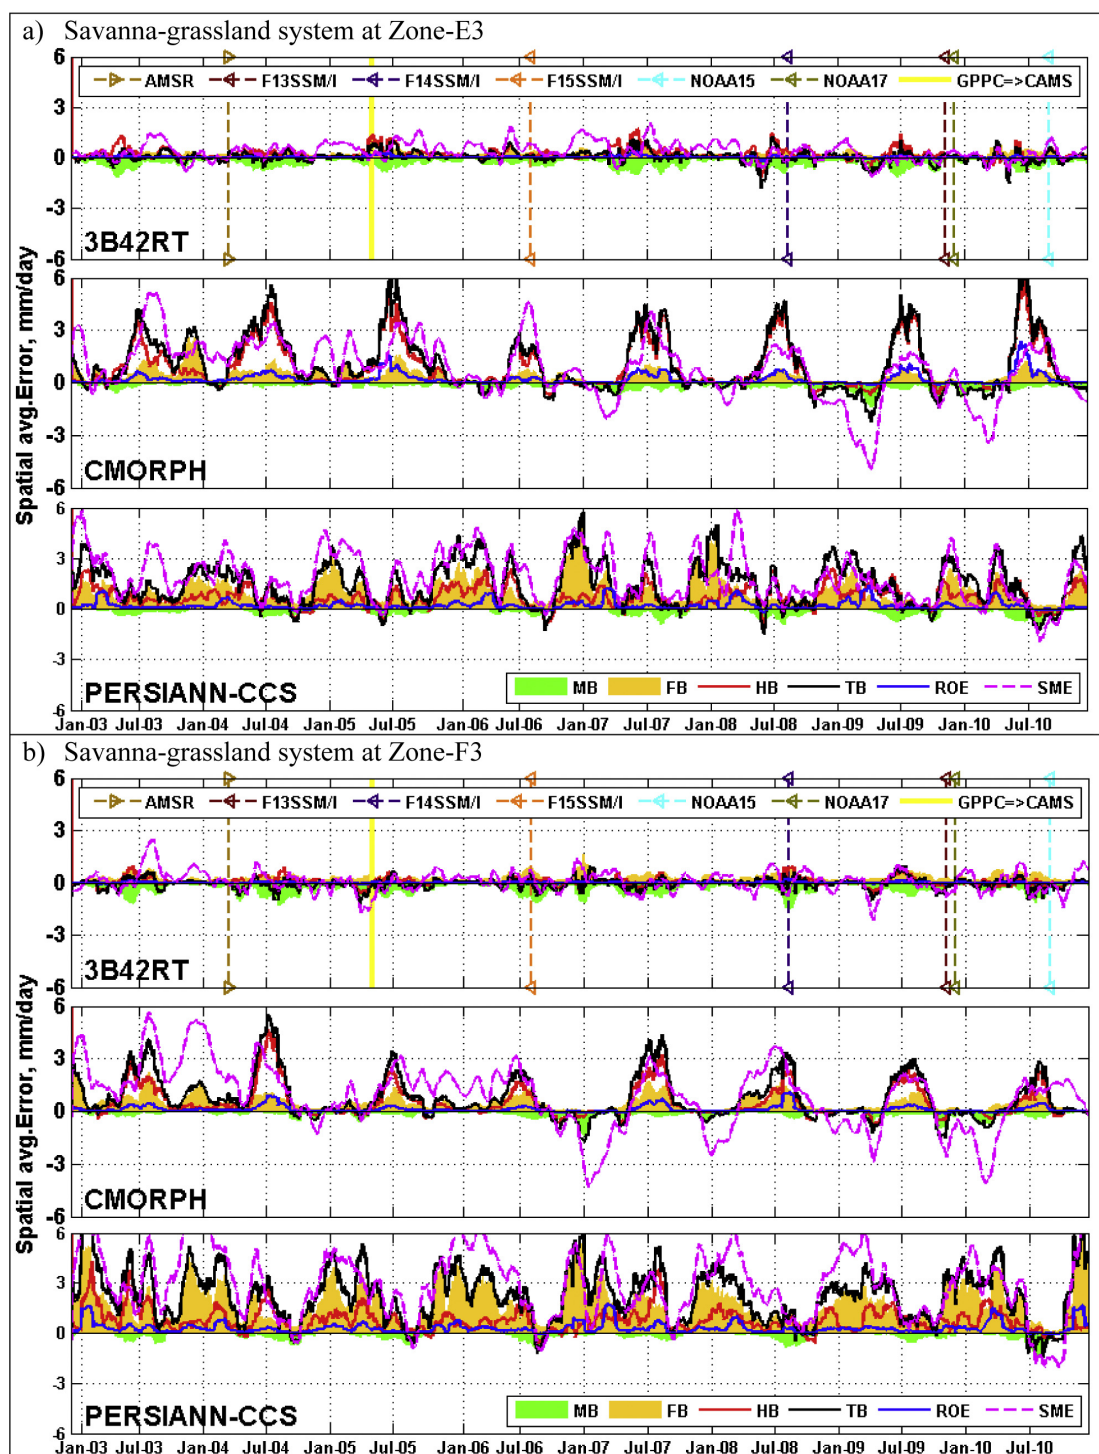 a) Savanna-grassland system at Zone-E3
AMSR F13SSM/I F14SSM/I F15SSM/I NOAA15 NOAA17 GPPC=>CAMS
6
3
0
-3
-6
3B42RT
Spatial avg.Error, mm/day
6
3
0
-3
-6
CMORPH
6
3
0
-3
-6
PERSIANN-CCS
MB FB HB TB ROE SME
Jan-03 Jul-03 Jan-04 Jul-04 Jan-05 Jul-05 Jan-06 Jul-06 Jan-07 Jul-07 Jan-08 Jul-08 Jan-09 Jul-09 Jan-10 Jul-10
b) Savanna-grassland system at Zone-F3
AMSR F13SSM/I F14SSM/I F15SSM/I NOAA15 NOAA17 GPPC=>CAMS
6
3
0
-3
-6
3B42RT
Spatial avg.Error, mm/day
6
3
0
-3
-6
CMORPH
6
3
0
-3
-6
PERSIANN-CCS
MB FB HB TB ROE SME
Jan-03 Jul-03 Jan-04 Jul-04 Jan-05 Jul-05 Jan-06 Jul-06 Jan-07 Jul-07 Jan-08 Jul-08 Jan-09 Jul-09 Jan-10 Jul-10